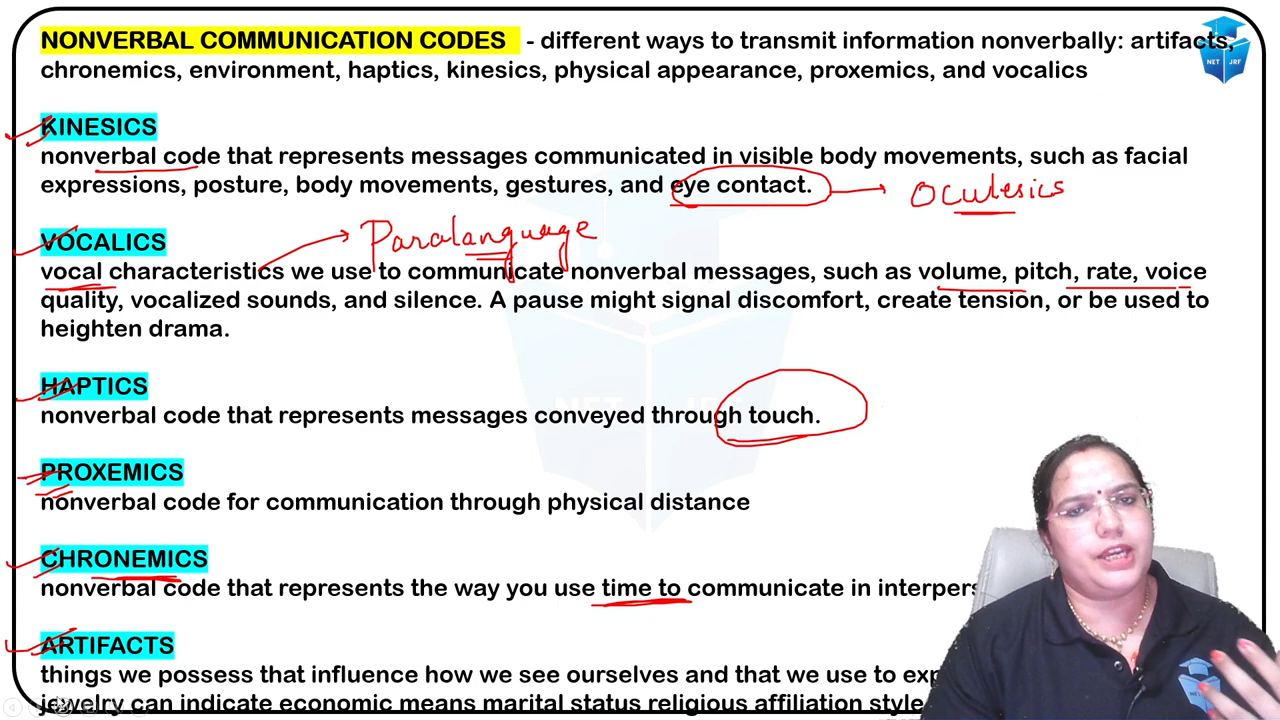 NONVERBAL COMMUNICATION CODES - different ways to transmit information nonverbally: artifacts,
chronemics, environment, haptics, kinesics, physical appearance, proxemics, and vocalics
NET JRF
KINESICS
nonverbal code that represents messages communicated in visible body movements, such as facial
expressions, posture, body movements, gestures, and eye contact.
Oculesics
Paralanguage
VOCALICS
vocal characteristics we use to communicate nonverbal messages, such as volume, pitch, rate, voice
quality, vocalized sounds, and silence. A pause might signal discomfort, create tension, or be used to
heighten drama.
HAPTICS
nonverbal code that represents messages conveyed through touch.
NET JRF
PROXEMICS
nonverbal code for communication through physical distance
CHRONEMICS
nonverbal code that represents the way you use time to communicate in
ARTIFACTS
things we possess that influence how we see ourselves and that we use to
jewelry can indicate economic means marital status religious affiliation style
NET JRF